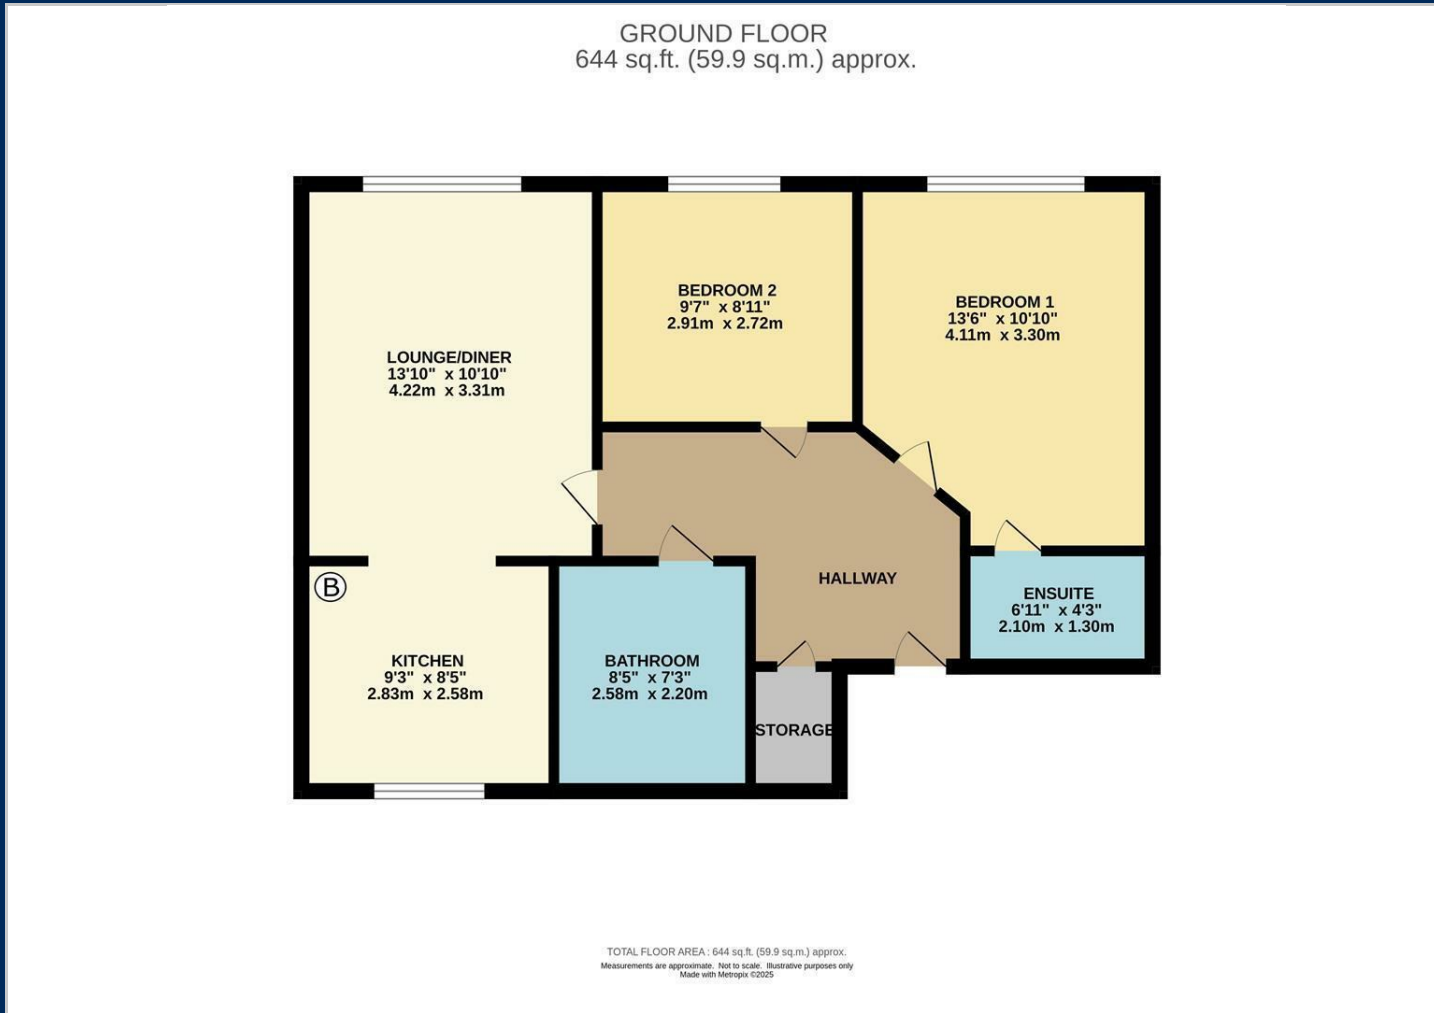 GROUND FLOOR
644 sq.ft. (59.9 sq.m.) approx.
BEDROOM 2
9'7" x 8'11"
2.91m x 2.72m
BEDROOM 1
13'6" x 10'10"
4.11m x 3.30m
LOUNGE/DINER
13'10" x 10'10"
4.22m x 3.31m
HALLWAY
B
ENSUITE
6'11" x 4'3"
2.10m x 1.30m
KITCHEN
9'3" x 8'5"
2.83m x 2.58m
BATHROOM
8'5" x 7'3"
2.58m x 2.20m
STORAGE
TOTAL FLOOR AREA : 644 sq.ft. (59.9 sq.m.) approx.
Measurements are approximate. Not to scale. Illustrative purposes only
Made with Metropix ©2025